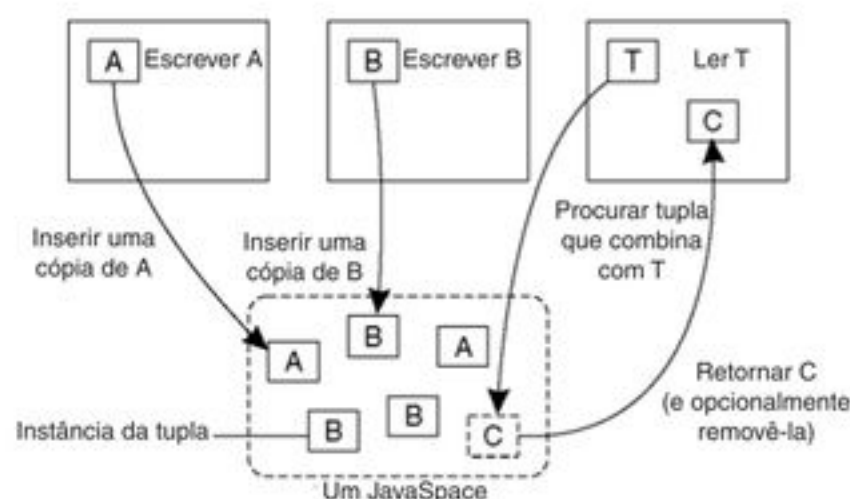 A Escrever A
B Escrever B
T Ler T
C
Inserir uma
cópia de A
Inserir uma
cópia de B
Procurar tupla
que combina
com T
A
B
A
B
B
C
Instância da tupla
Retornar C
(e opcionalmente
removê-la)
Um JavaSpace